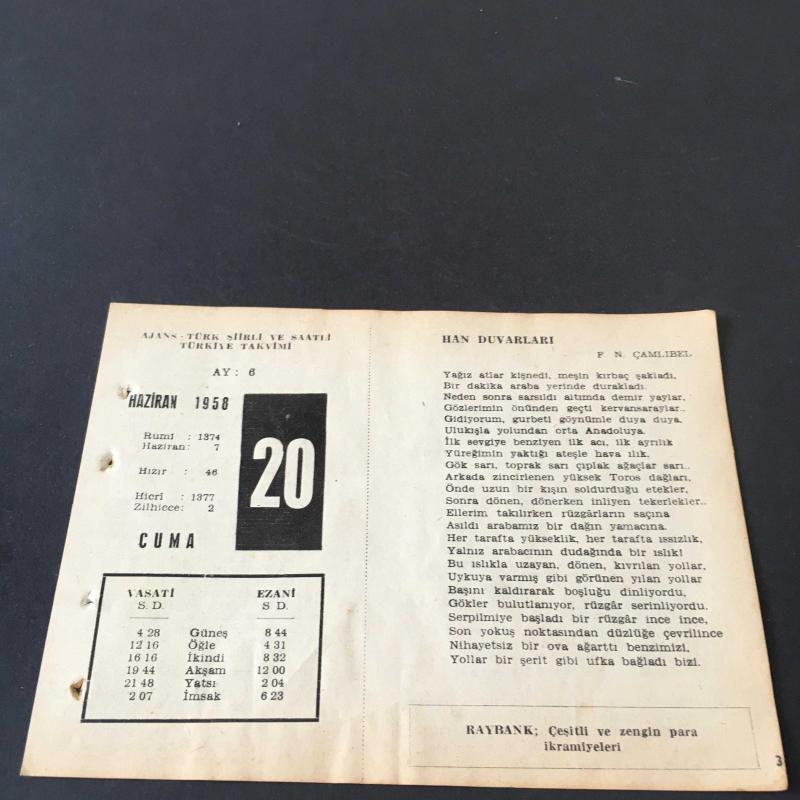 AJANS - TÜRK ŞİİRLİ VE SAATLİ
TÜRKİYE TAKVİMİ
AY : 6
HAZİRAN 1958
Rumî : 1374
Haziran : 7
Hızır : 46
Hicrî : 1377
Zilhicce : 2
CUMA
20
VASATİ EZANİ
S. D. S. D.
4 28 Güneş 8 44
12 16 Öğle 4 31
16 16 İkindi 8 32
19 44 Akşam 12 00
21 48 Yatsı 2 04
2 07 İmsak 6 23
HAN DUVARLARI
F. N. ÇAMLIBEL
Yağız atlar kişnedi, meşin kırbaç şakladı,
Bir dakika araba yerinde durakladı.
Neden sonra sarsıldı altımda demir yaylar,
Gözlerimin önünden geçti kervansaraylar..
Gidiyorum, gurbeti göynümle duya duya.
Ulukışla yolundan orta Anadoluya.
İlk sevgiye benziyen ilk acı, ilk ayrılık
Yüreğimin yaktığı ateşle hava ılık.
Gök sarı, toprak sarı çıplak ağaçlar sarı..
Arkada zincirlenen yüksek Toros dağları,
Önde uzun bir kışın soldurduğu etekler,
Sonra dönen, dönerken inliyen tekerlekler..
Ellerim takılırken rüzgârların saçına
Asıldı arabamız bir dağın yamacına.
Her tarafta yükseklik, her tarafta ıssızlık,
Yalnız arabacının dudağında bir ıslık!
Bu ıslıkla uzayan, dönen, kıvrılan yollar,
Uykuya varmış gibi görünen yılan yollar
Başını kaldırarak boşluğu dinliyordu,
Gökler bulutlanıyor, rüzgâr serinliyordu.
Serpilmiye başladı bir rüzgâr ince ince,
Son yokuş noktasından düzlüğe çevrilince
Nihayetsiz bir ova ağarttı benzimizi,
Yollar bir şerit gibi ufka bağladı bizi.
RAYBANK; Çeşitli ve zengin para
ikramiyeleri
3